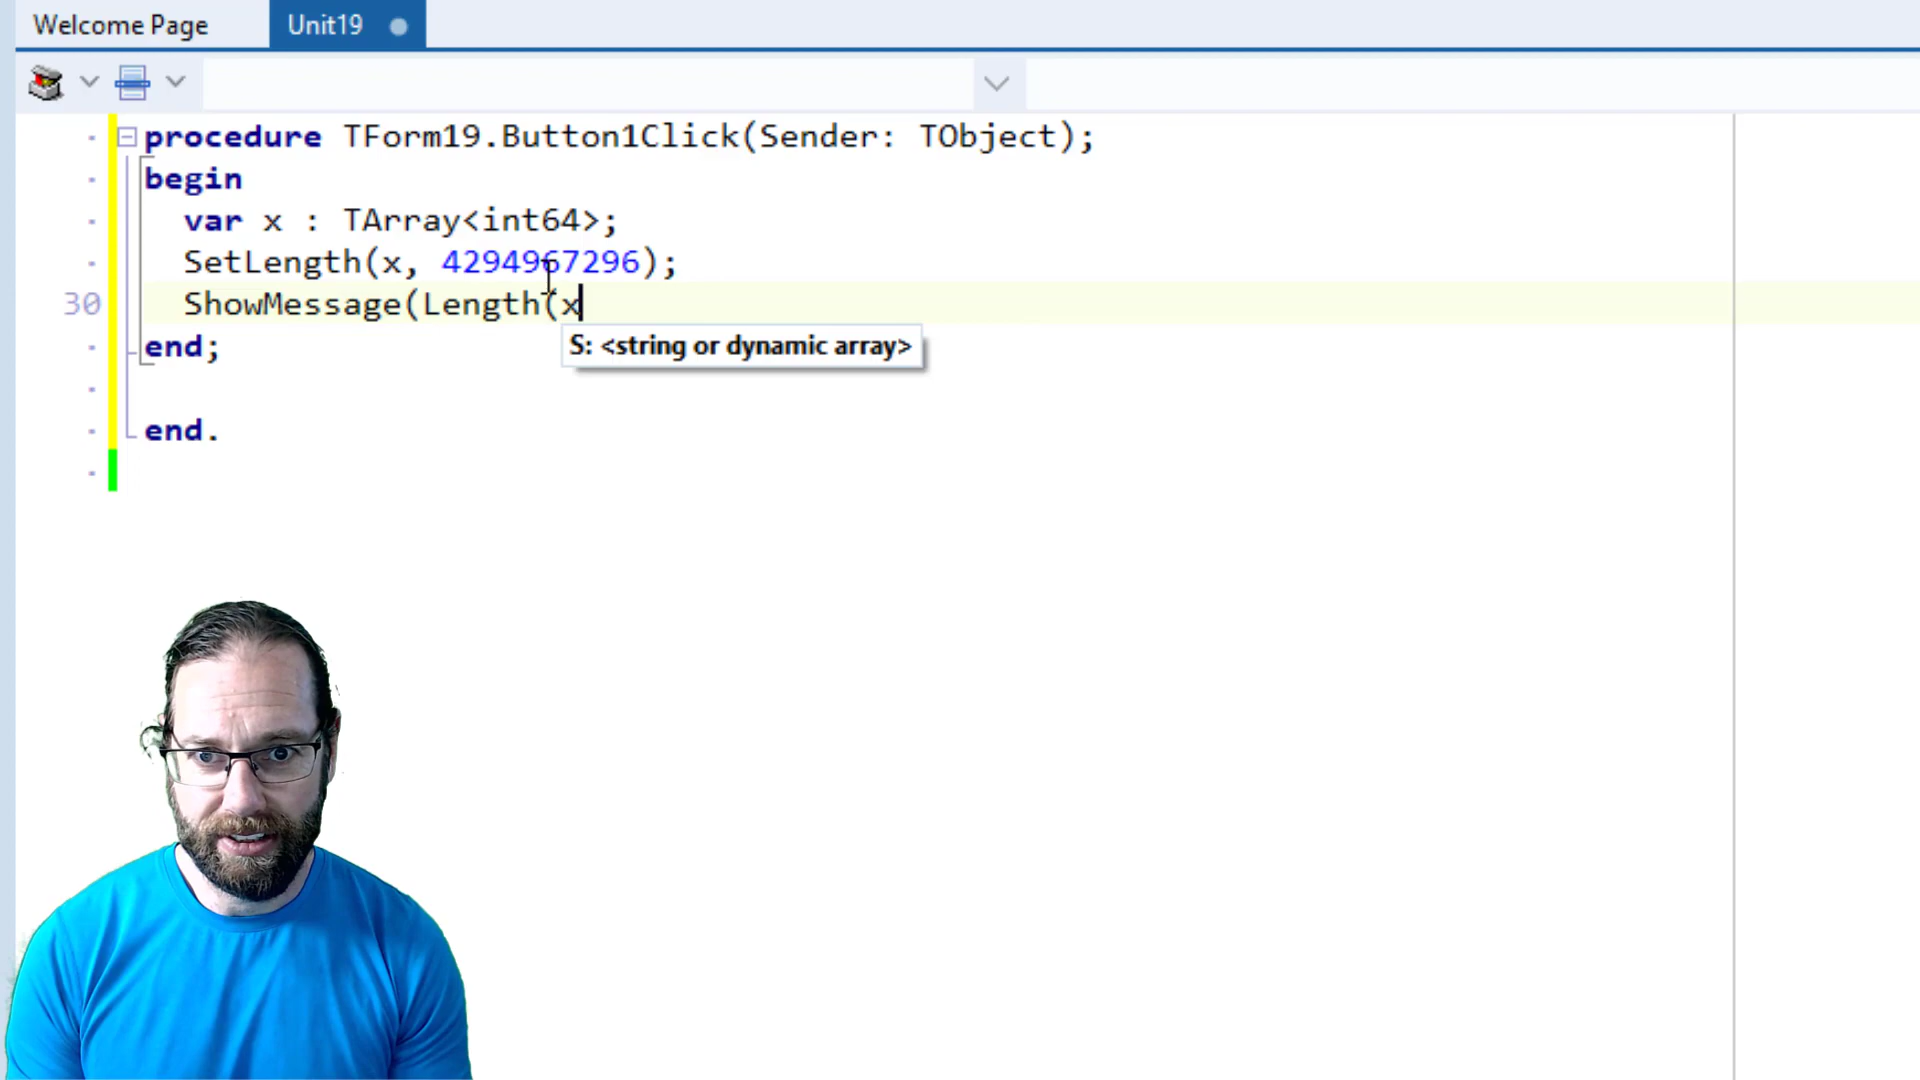 Welcome Page
Unit19
procedure TForm19.Button1Click(Sender: TObject);
begin
var x : TArray<int64>;
SetLength(x, 4294967296);
30 ShowMessage(Length(x
S: <string or dynamic array>
end;
end.